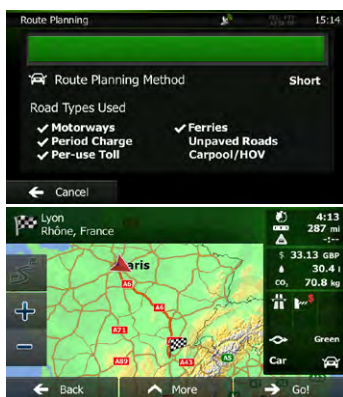 Route Planning 15:14
Route Planning Method Short
Road Types Used
Motorways Ferries
Period Charge Unpaved Roads
Per-use Toll Carpool/HOV
Cancel
Lyon
Rhône, France
4:13
287 mi
-:--
$ 33.13 GBP
30.4 l
CO₂ 70.8 kg
aris
A6
A6
A71
A89
A43
A5
Green
Car
Back More Go!